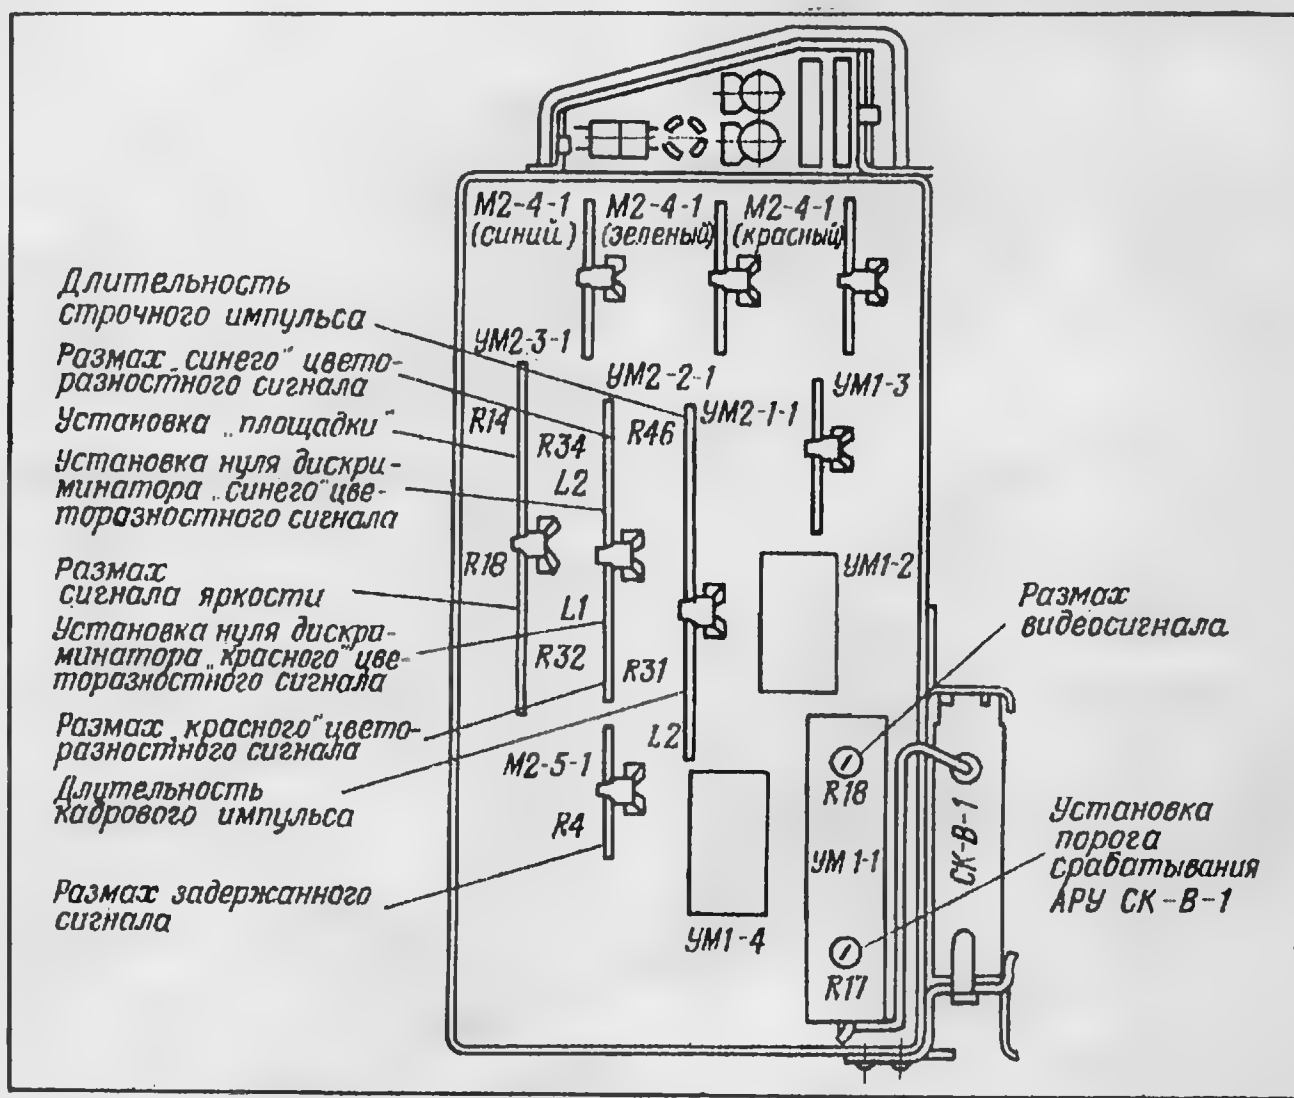 М2-4-1
(синий)
М2-4-1
(зеленый)
М2-4-1
(красный)
Длительность
строчного импульса
Размах „синего" цвето-
разностного сигнала
Установка „площадки"
Установка нуля дискри-
минатора „синего" цве-
торазностного сигнала
Размах
сигнала яркости
Установка нуля дискри-
минатора „красного" цве-
торазностного сигнала
Размах „красного" цвето-
разностного сигнала
Длительность
кадрового импульса
Размах задержанного
сигнала
УМ2-3-1
R14
R18
УМ2-2-1
R34
L2
L1
R32
УМ2-1-1
R46
R31
L2
М2-5-1
R4
УМ1-3
УМ1-2
УМ1-4
R18
УМ1-1
R17
СК-В-1
Размах
видеосигнала
Установка
порога
срабатывания
АРУ СК-В-1